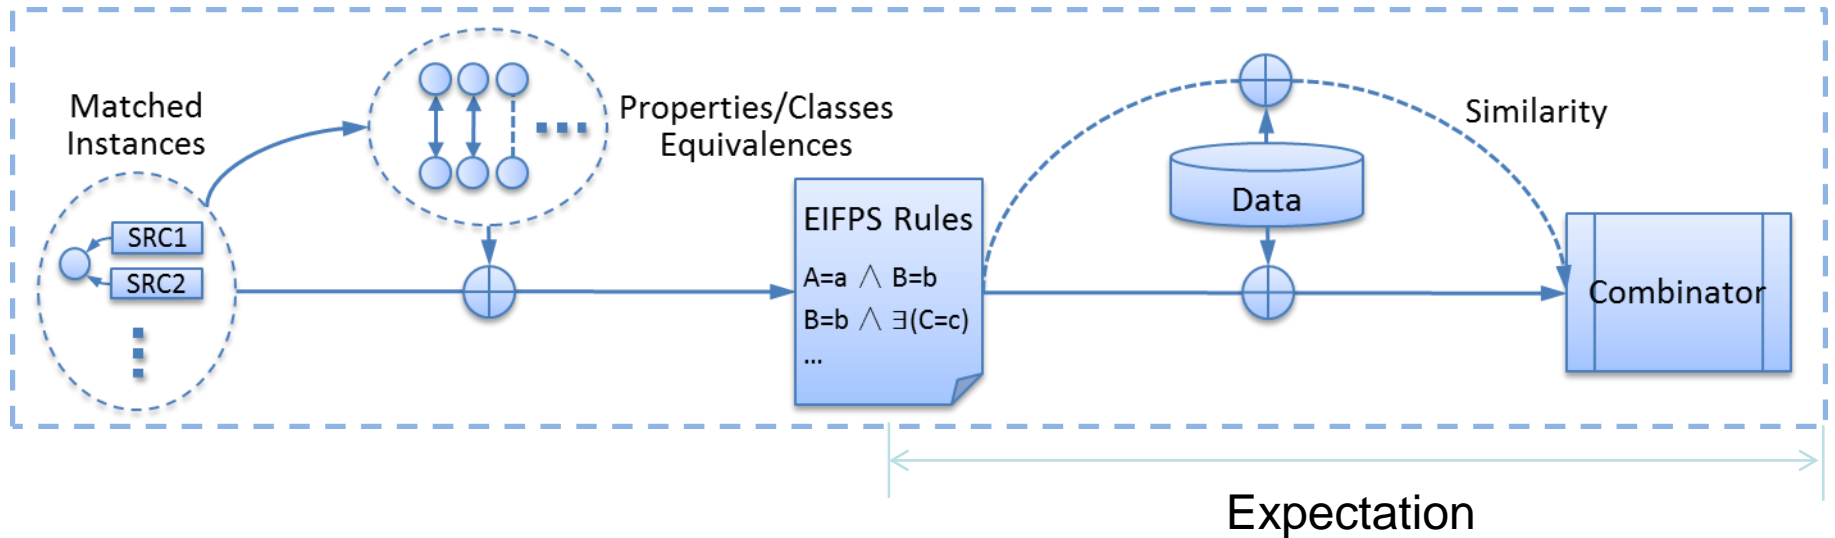 Matched
Instances
SRC1
SRC2
Properties/Classes
Equivalences
EIFPS Rules
A=a ∧ B=b
B=b ∧ ∃(C=c)
...
Data
Similarity
Combinator
Expectation